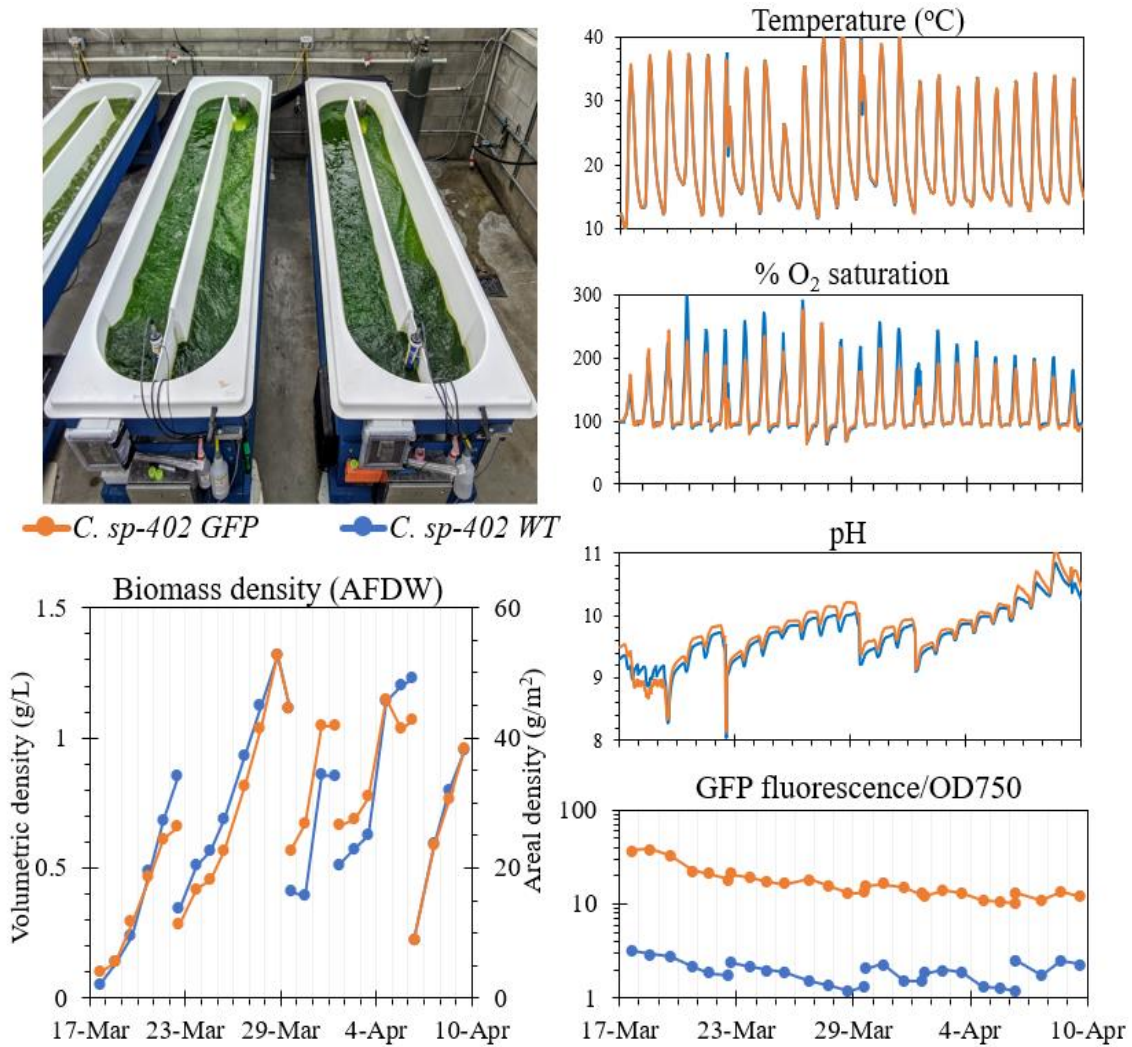 C. sp-402 GFP
C. sp-402 WT
Biomass density (AFDW)
Volumetric density (g/L)
1.5
1
0.5
0
Areal density (g/m²)
60
40
20
0
17-Mar 23-Mar 29-Mar 4-Apr 10-Apr
Temperature (ᵒC)
40
30
20
10
% O₂ saturation
300
200
100
0
pH
11
10
9
8
GFP fluorescence/OD750
100
10
1
17-Mar 23-Mar 29-Mar 4-Apr 10-Apr